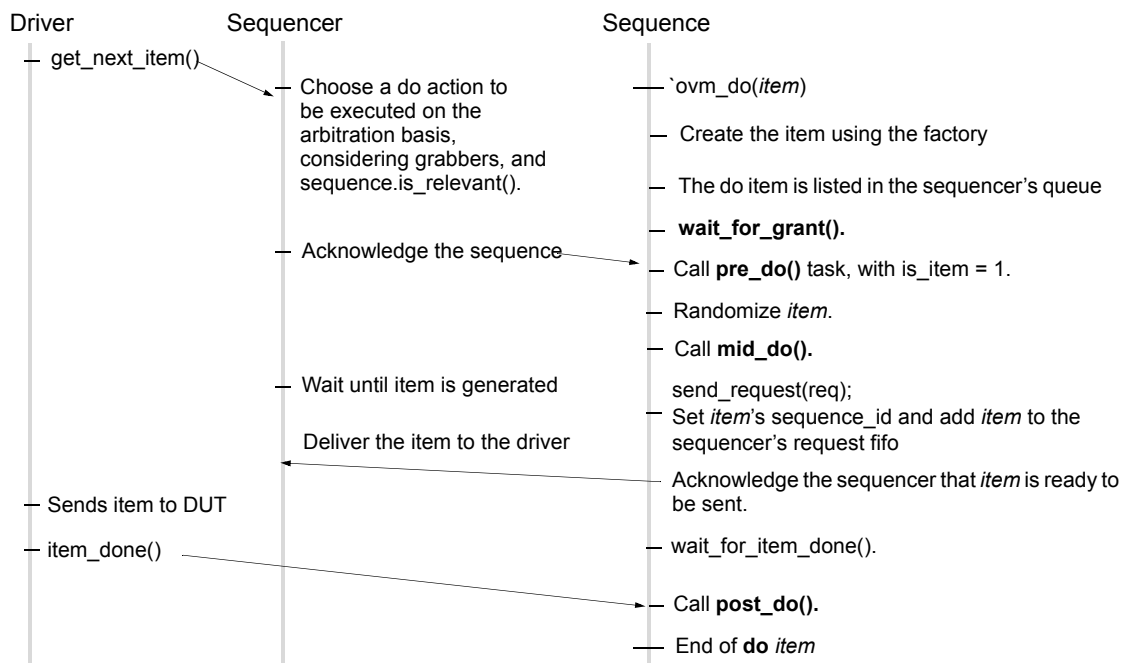 Driver
Sequencer
Sequence
get_next_item()
Choose a do action to
be executed on the
arbitration basis,
considering grabbers, and
sequence.is_relevant().
`ovm_do(item)
Create the item using the factory
The do item is listed in the sequencer's queue
wait_for_grant().
Acknowledge the sequence
Call pre_do() task, with is_item = 1.
Randomize item.
Call mid_do().
Wait until item is generated
send_request(req);
Set item's sequence_id and add item to the
sequencer's request fifo
Deliver the item to the driver
Acknowledge the sequencer that item is ready to
be sent.
Sends item to DUT
item_done()
wait_for_item_done().
Call post_do().
End of do item